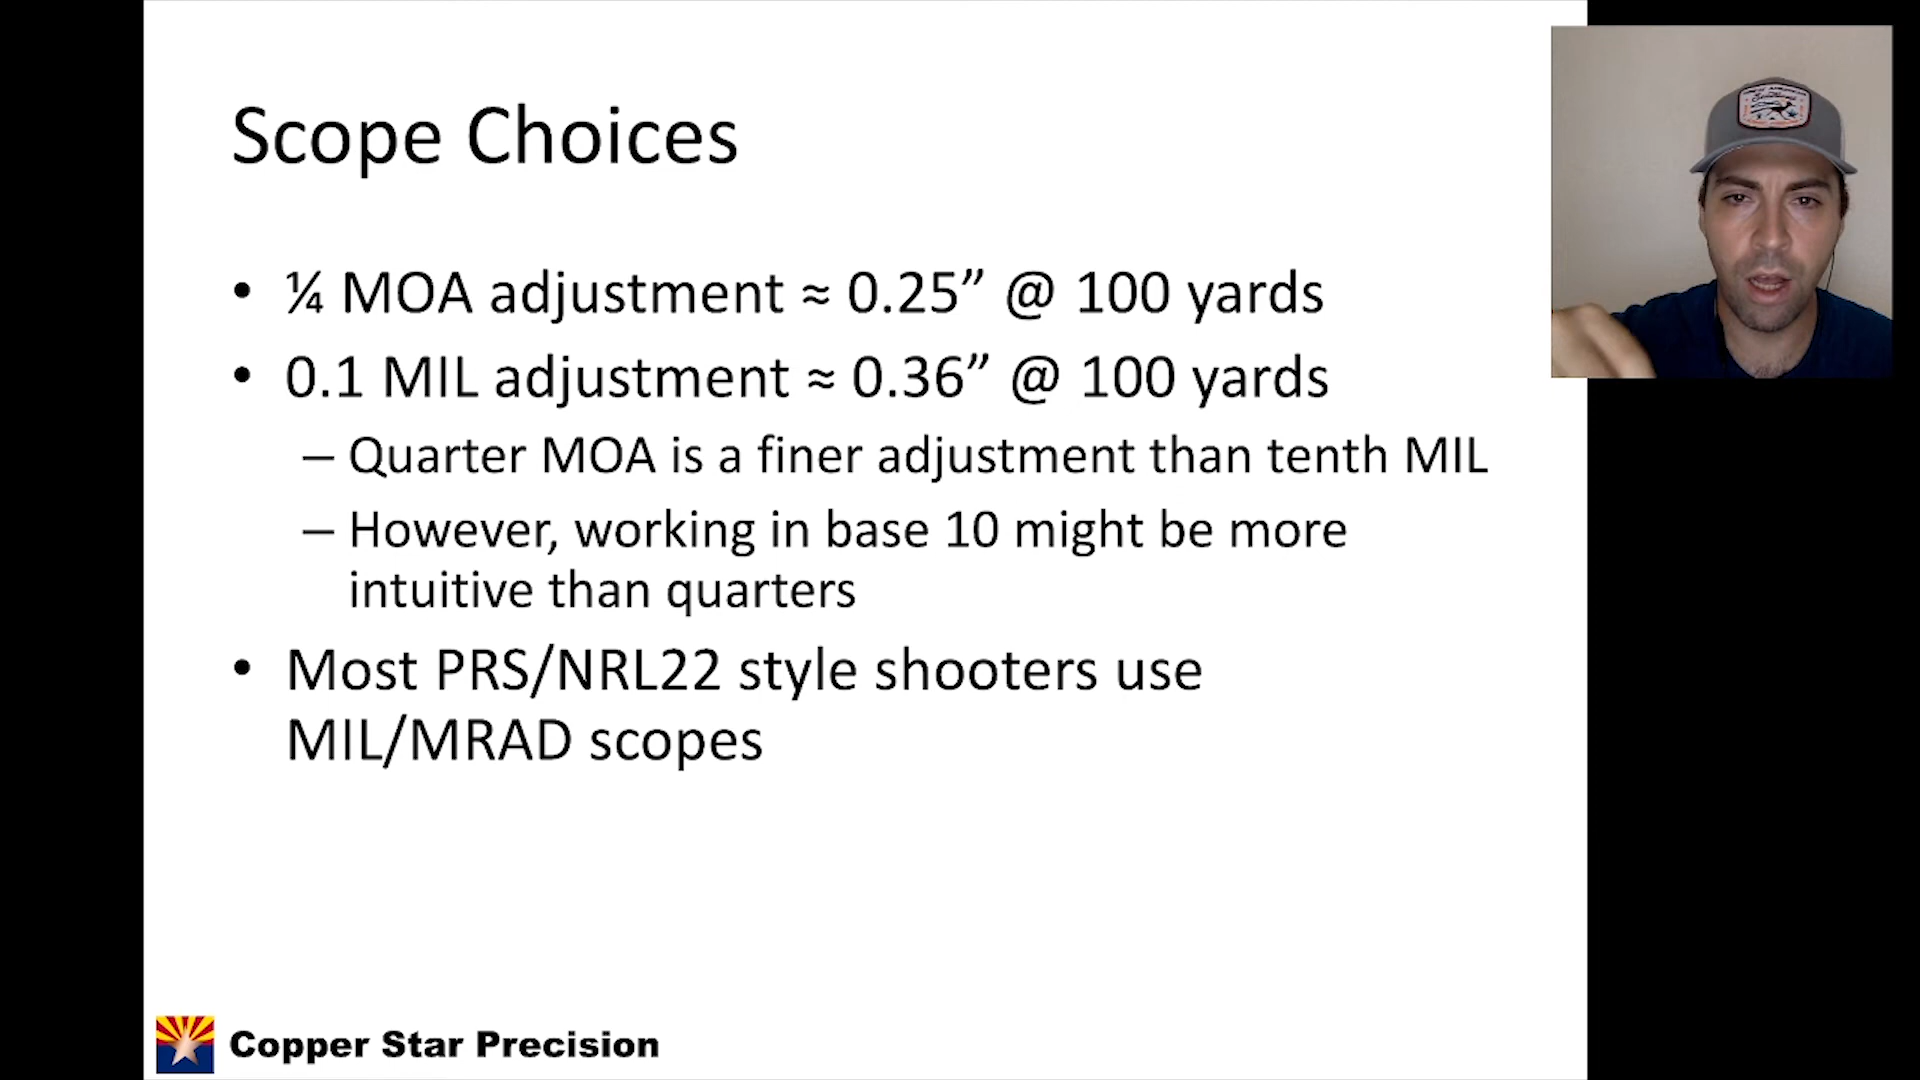 Scope Choices
• ¼ MOA adjustment ≈ 0.25” @ 100 yards
• 0.1 MIL adjustment ≈ 0.36” @ 100 yards
– Quarter MOA is a finer adjustment than tenth MIL
– However, working in base 10 might be more
intuitive than quarters
• Most PRS/NRL22 style shooters use
MIL/MRAD scopes
Copper Star Precision